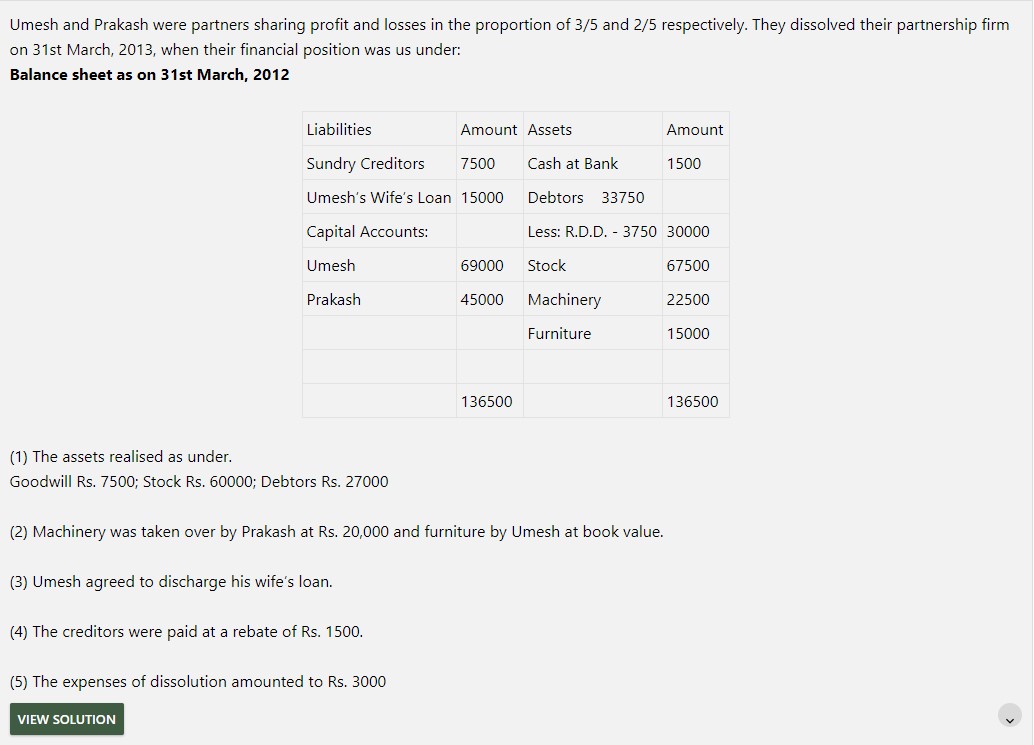 Umesh and Prakash were partners sharing profit and losses in the proportion of 3/5 and 2/5 respectively. They dissolved their partnership firm
on 31st March, 2013, when their financial position was us under:
Balance sheet as on 31st March, 2012
Liabilities Amount Assets Amount
Sundry Creditors 7500 Cash at Bank 1500
Umesh's Wife's Loan 15000 Debtors 33750
Capital Accounts: Less: R.D.D. - 3750 30000
Umesh 69000 Stock 67500
Prakash 45000 Machinery 22500
Furniture 15000
136500 136500
(1) The assets realised as under.
Goodwill Rs. 7500; Stock Rs. 60000; Debtors Rs. 27000
(2) Machinery was taken over by Prakash at Rs. 20,000 and furniture by Umesh at book value.
(3) Umesh agreed to discharge his wife's loan.
(4) The creditors were paid at a rebate of Rs. 1500.
(5) The expenses of dissolution amounted to Rs. 3000
VIEW SOLUTION